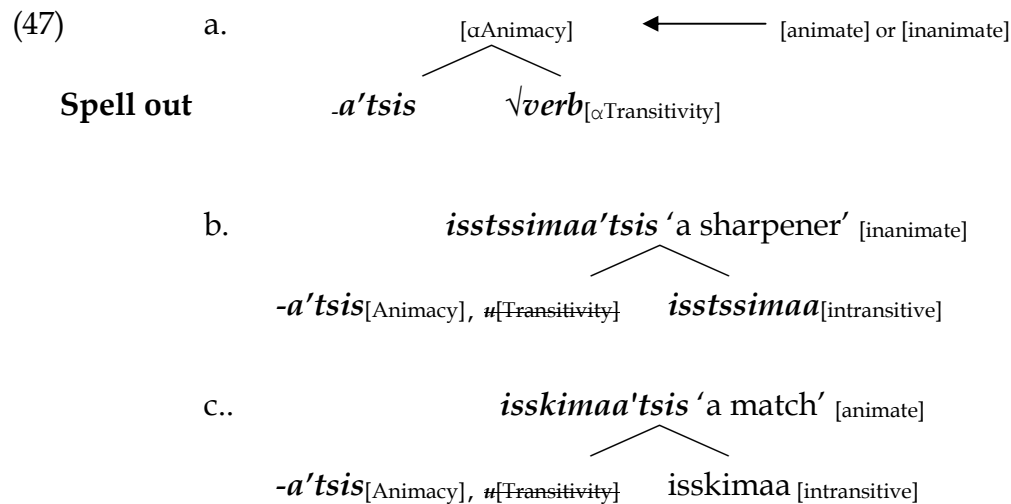 (47) a. [αAnimacy] [animate] or [inanimate]
Spell out -a'tsis √verb[αTransitivity]
b. isstssimaa'tsis ‘a sharpener’ [inanimate]
-a'tsis[Animacy], u[Transitivity] isstssimaa[intransitive]
c.. isskimaa'tsis ‘a match’ [animate]
-a'tsis[Animacy], u[Transitivity] isskimaa [intransitive]